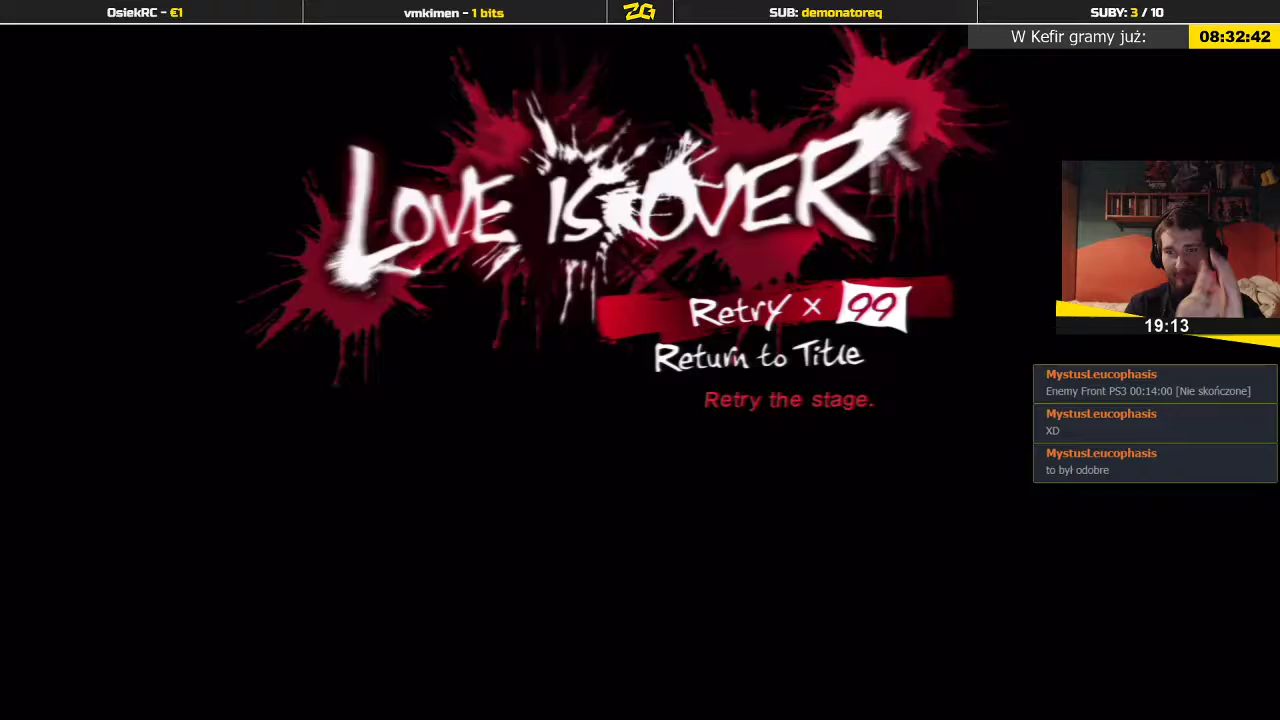 OsiekRC - €1
vmkimen - 1 bits
ZG
SUB: demonatoreq
SUBY: 3 / 10
W Kefir gramy już:
08:32:42
LOVE IS OVER
Retry × 99
Return to Title
Retry the stage.
19:13
MystusLeucophasis
Enemy Front PS3 00:14:00 [Nie skończone]
MystusLeucophasis
XD
MystusLeucophasis
to był odobre